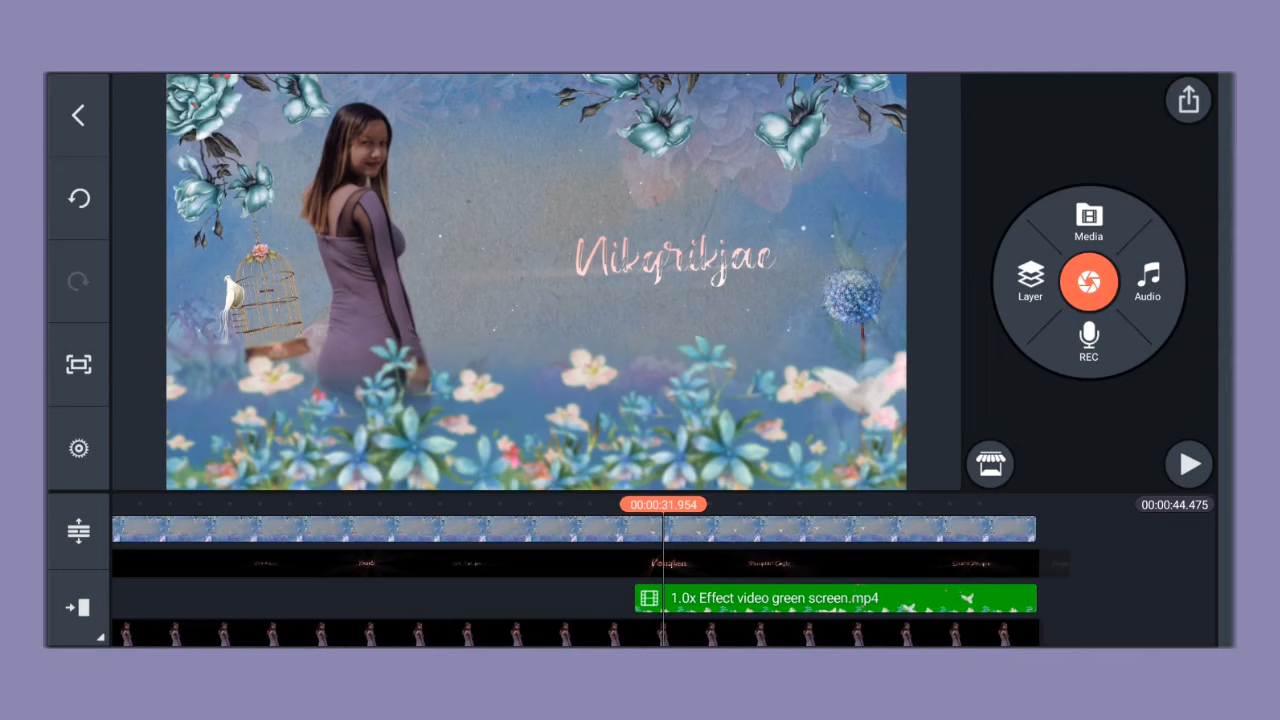 Media
Layer
Audio
REC
Nikqrikjae
00:00:31.954
00:00:44.475
1.0x Effect video green screen.mp4